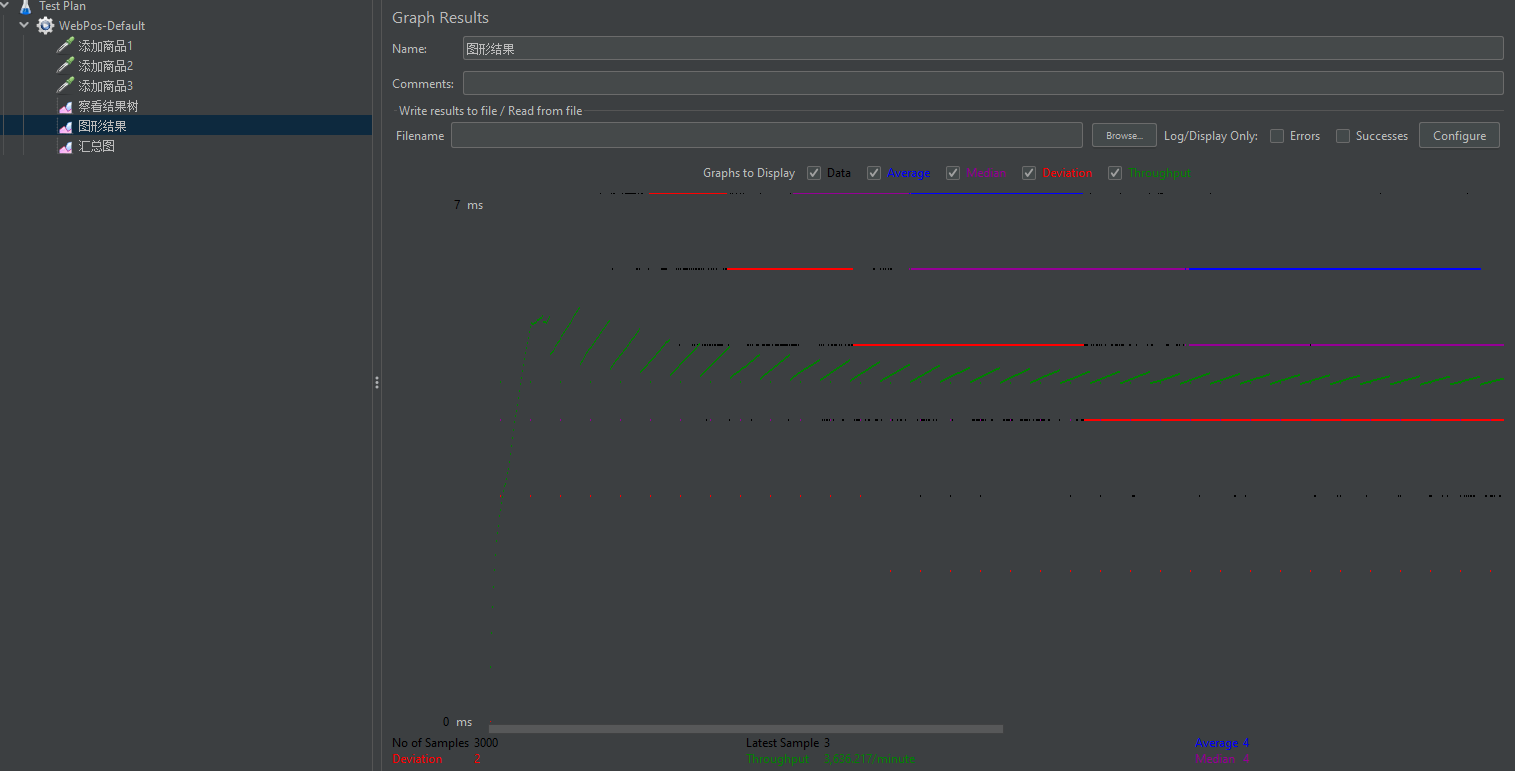 Test Plan
WebPos-Default
添加商品1
添加商品2
添加商品3
察看结果树
图形结果
汇总图
Graph Results
Name: 图形结果
Comments:
Write results to file / Read from file
Filename Browse... Log/Display Only: Errors Successes Configure
Graphs to Display Data Average Median Deviation Throughput
7 ms
0 ms
No of Samples 3000 Latest Sample 3 Average 4
Deviation 2 Throughput 3,636.217/minute Median